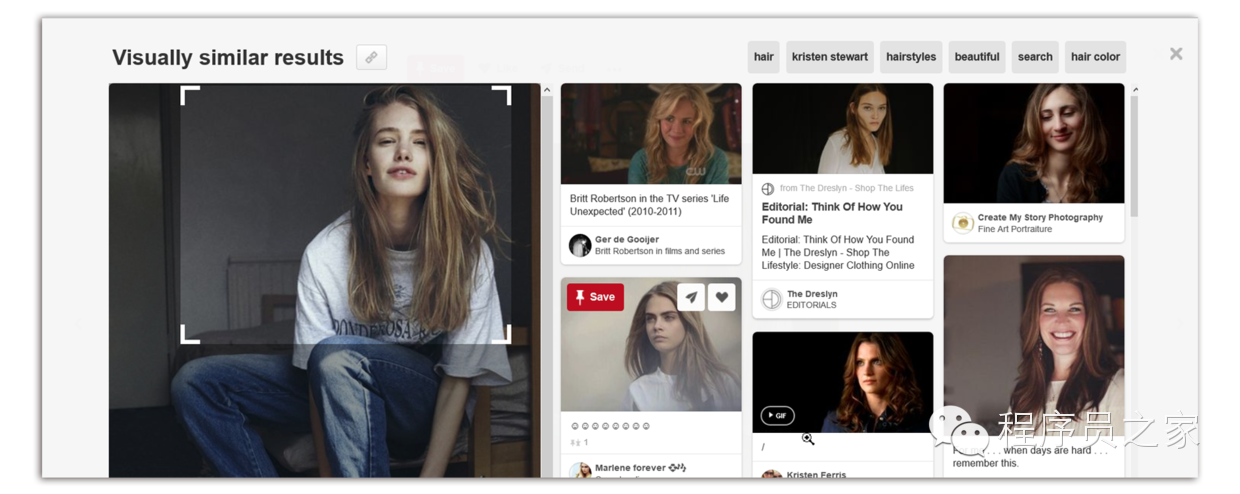 Visually similar results
hair
kristen stewart
hairstyles
beautiful
search
hair color
CW
Britt Robertson in the TV series 'Life
Unexpected' (2010-2011)
Ger de Gooijer
Britt Robertson in films and series
Save
1
Marlene forever
from The Dreslyn - Shop The Lifes
Editorial: Think Of How You
Found Me
Editorial: Think Of How You Found
Me | The Dreslyn - Shop The
Lifestyle: Designer Clothing Online
The Dreslyn
EDITORIALS
GIF
/
Kristen Ferris
Create My Story Photography
Fine Art Portraiture
. . . when days are hard . . .
remember this.
程序员之家